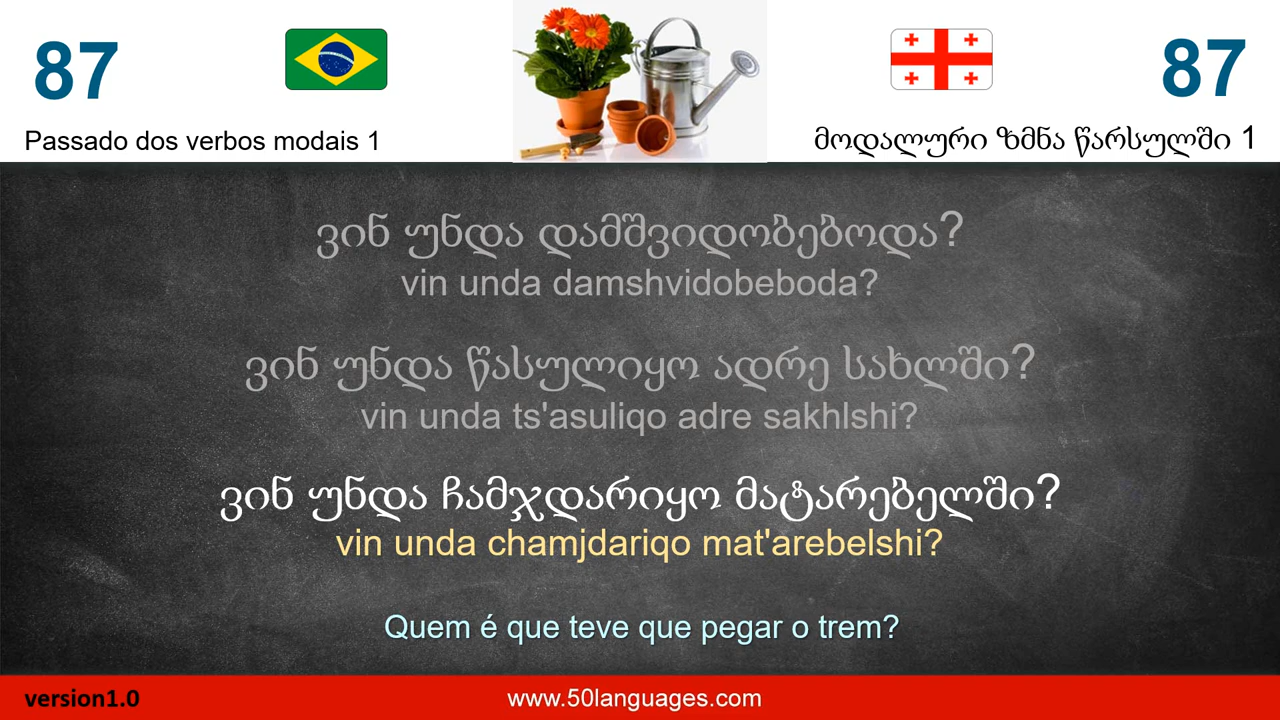 87
87
Passado dos verbos modais 1
მოდალური ზმნა წარსულში 1
ვინ უნდა დამშვიდობებოდა?
vin unda damshvidobeboda?
ვინ უნდა წასულიყო ადრე სახლში?
vin unda ts'asuliqo adre sakhlshi?
ვინ უნდა ჩამჯდარიყო მატარებელში?
vin unda chamjdariqo mat'arebelshi?
Quem é que teve que pegar o trem?
version1.0
www.50languages.com